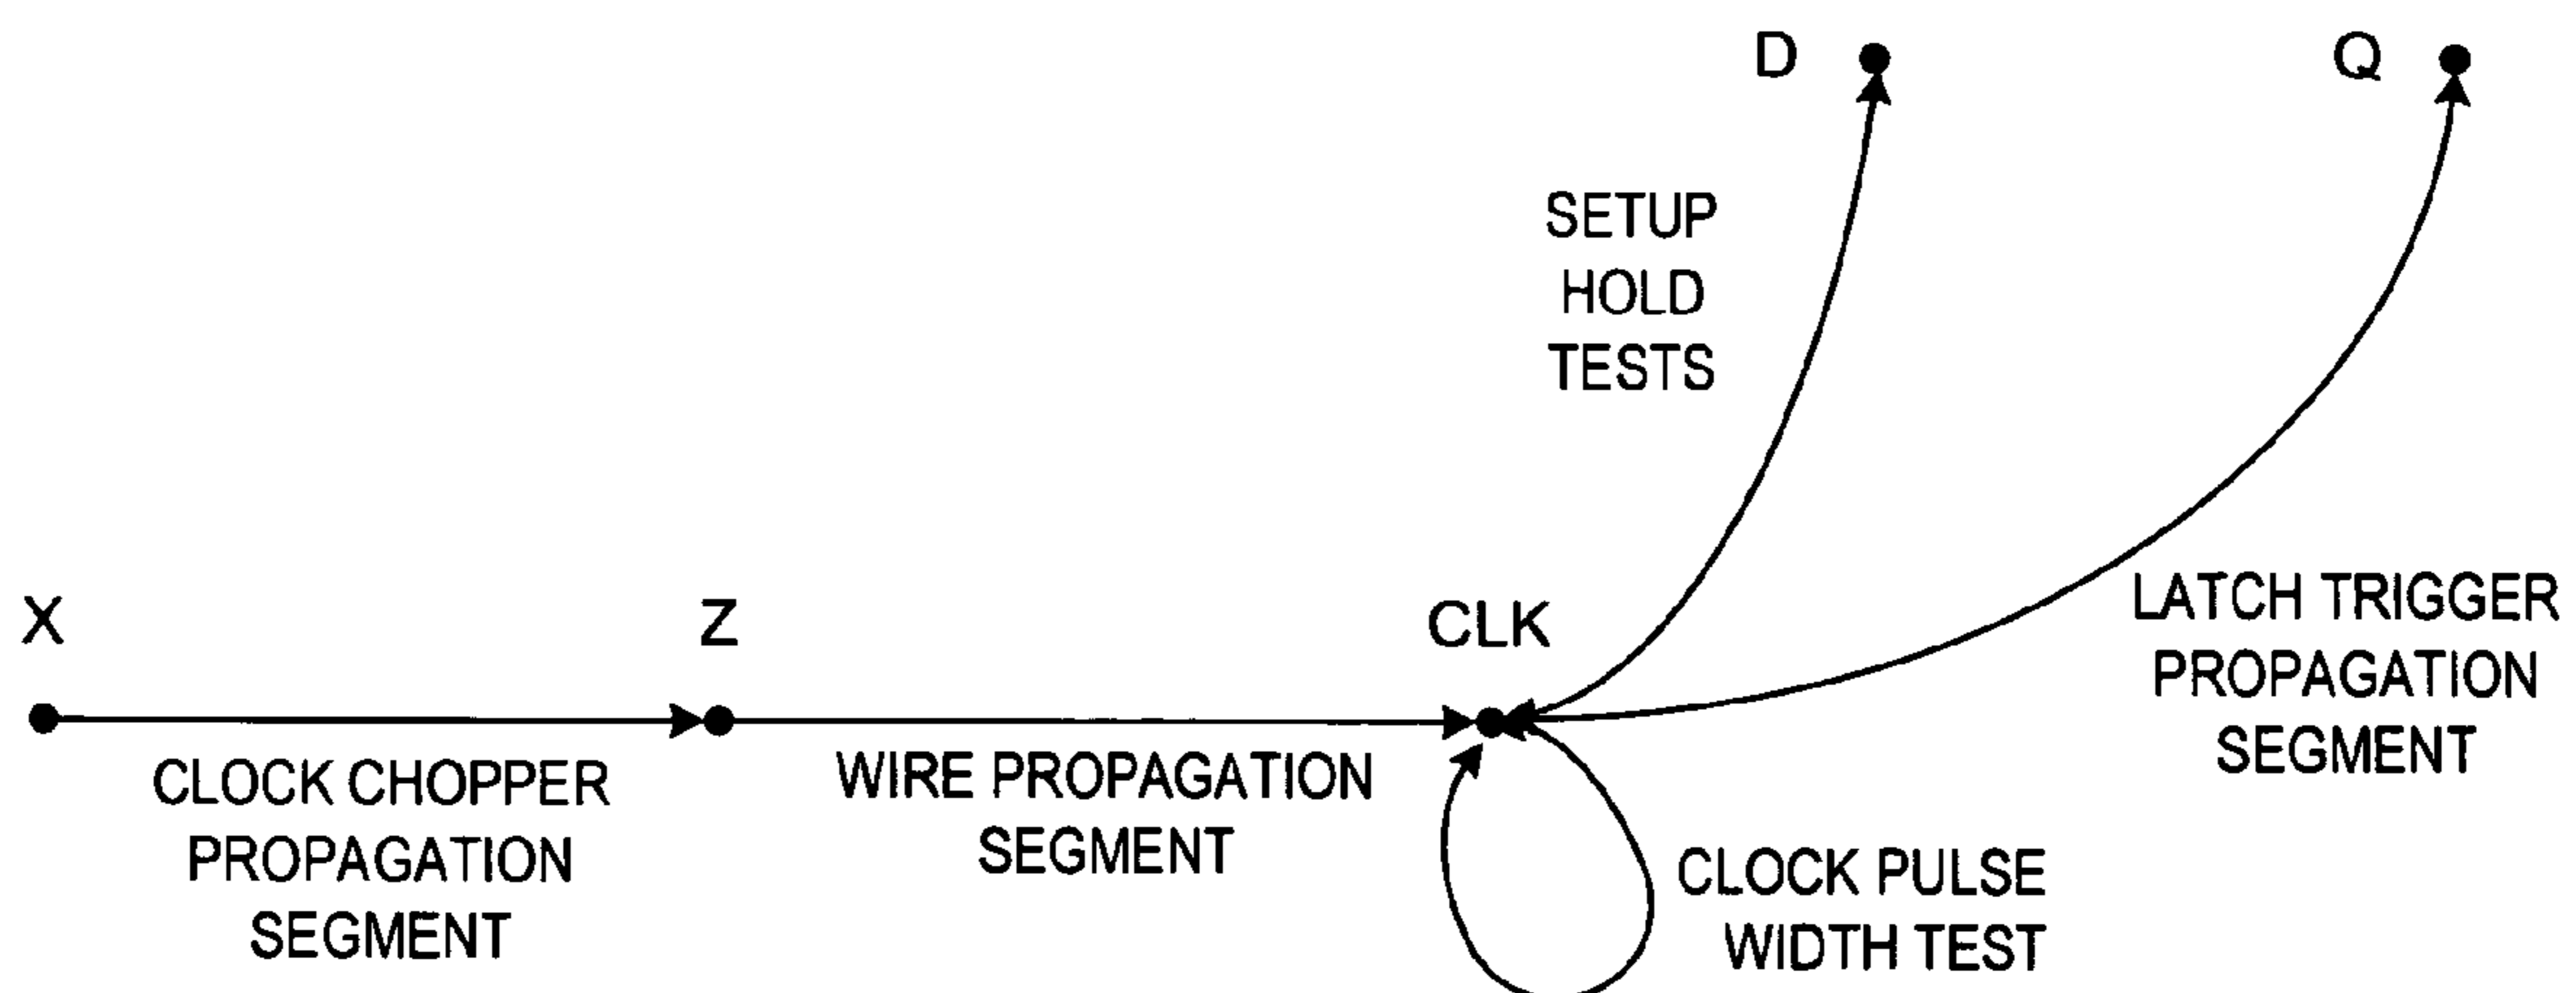 D
Q
SETUP
HOLD
TESTS
X
Z
CLK
LATCH TRIGGER
PROPAGATION
SEGMENT
CLOCK CHOPPER
PROPAGATION
SEGMENT
WIRE PROPAGATION
SEGMENT
CLOCK PULSE
WIDTH TEST